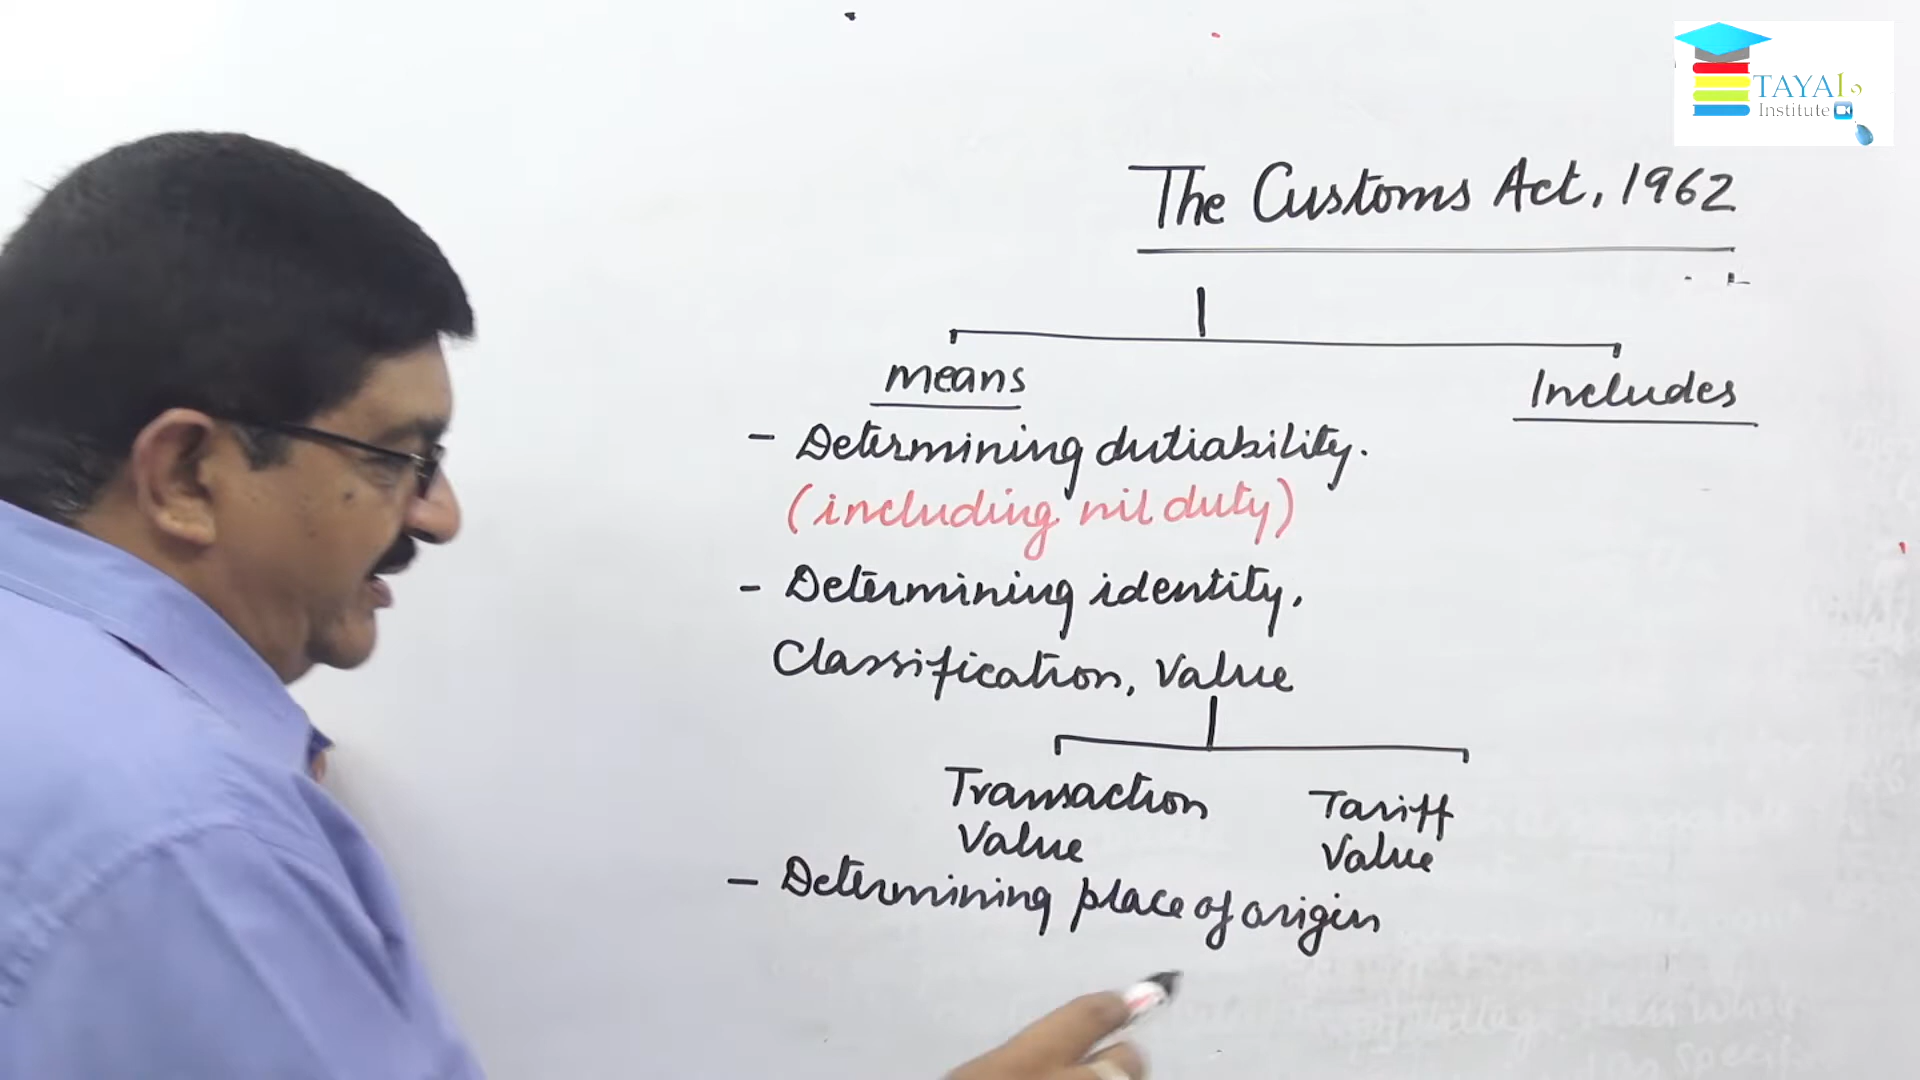 TAYAL
Institute
The Customs Act, 1962
means
Includes
- Determining dutiability.
(including nil duty)
- Determining identity,
Classification, Value
Transaction
Value
Tariff
Value
- Determining place of origin